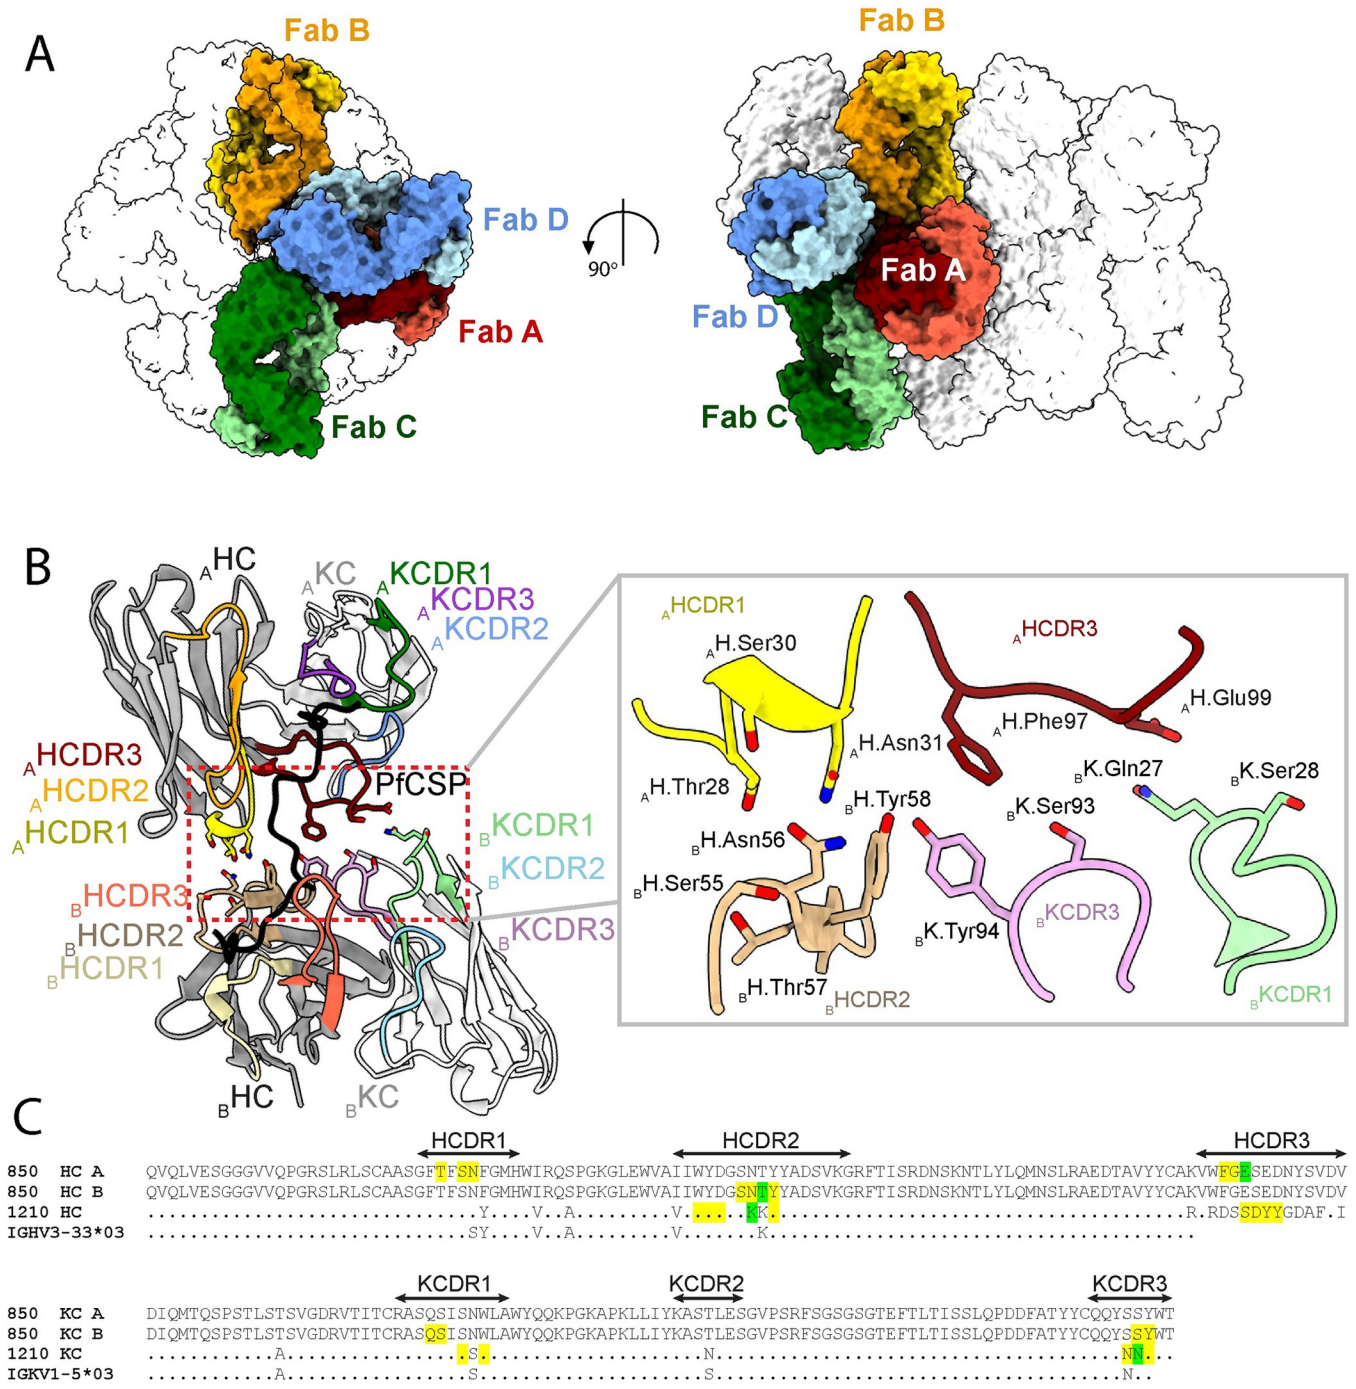 A
Fab B
Fab D
Fab A
Fab C
90°
Fab B
Fab A
Fab D
Fab C
B
AHC
AKC
AKCDR1
AKCDR3
AKCDR2
AHCDR3
AHCDR2
AHCDR1
PfCSP
BKCDR1
BKCDR2
BKCDR3
BHCDR3
BHCDR2
BHCDR1
BHC
BKC
AHCDR1
AH.Ser30
AH.Asn31
AH.Thr28
AHCDR3
AH.Phe97
AH.Glu99
BH.Tyr58
BH.Asn56
BH.Ser55
BH.Thr57
BHCDR2
BK.Gln27
BK.Ser28
BK.Ser93
BK.Tyr94
BKCDR3
BKCDR1
C
HCDR1 HCDR2 HCDR3
850 HC A QVQLVESGGGVVQPGRSLRLSCAASGFTFSNFGMHWIRQSPGKGLEWVAIIWYDGSNTYYADSVKGRFTISRDNSKNTLYLQMNSLRAEDTAVYYCAKVWFGESEDNYSVDV
850 HC B QVQLVESGGGVVQPGRSLRLSCAASGFTFSNFGMHWIRQSPGKGLEWVAIIWYDGSNTYYADSVKGRFTISRDNSKNTLYLQMNSLRAEDTAVYYCAKVWFGESEDNYSVDV
1210 HC ...............................Y....V..A.........V......KK.......................................R.RDSSDYYGDAF.I
IGHV3-33*03 ..............................SY....V..A.........V.......K........................................
KCDR1 KCDR2 KCDR3
850 KC A DIQMTQSPSTLSTSVGDRVTITCRASQSISNWLAWYQQKPGKAPKLLIYKASTLESGVPSRFSGSGSGTEFTLTISSLQPDDFATYYCQQYSSYWT
850 KC B DIQMTQSPSTLSTSVGDRVTITCRASQSISNWLAWYQQKPGKAPKLLIYKASTLESGVPSRFSGSGSGTEFTLTISSLQPDDFATYYCQQYSSYWT
1210 KC ............A.................S.....................N......................................NN...
IGKV1-5*03 ............A.................S.....................S......................................N..